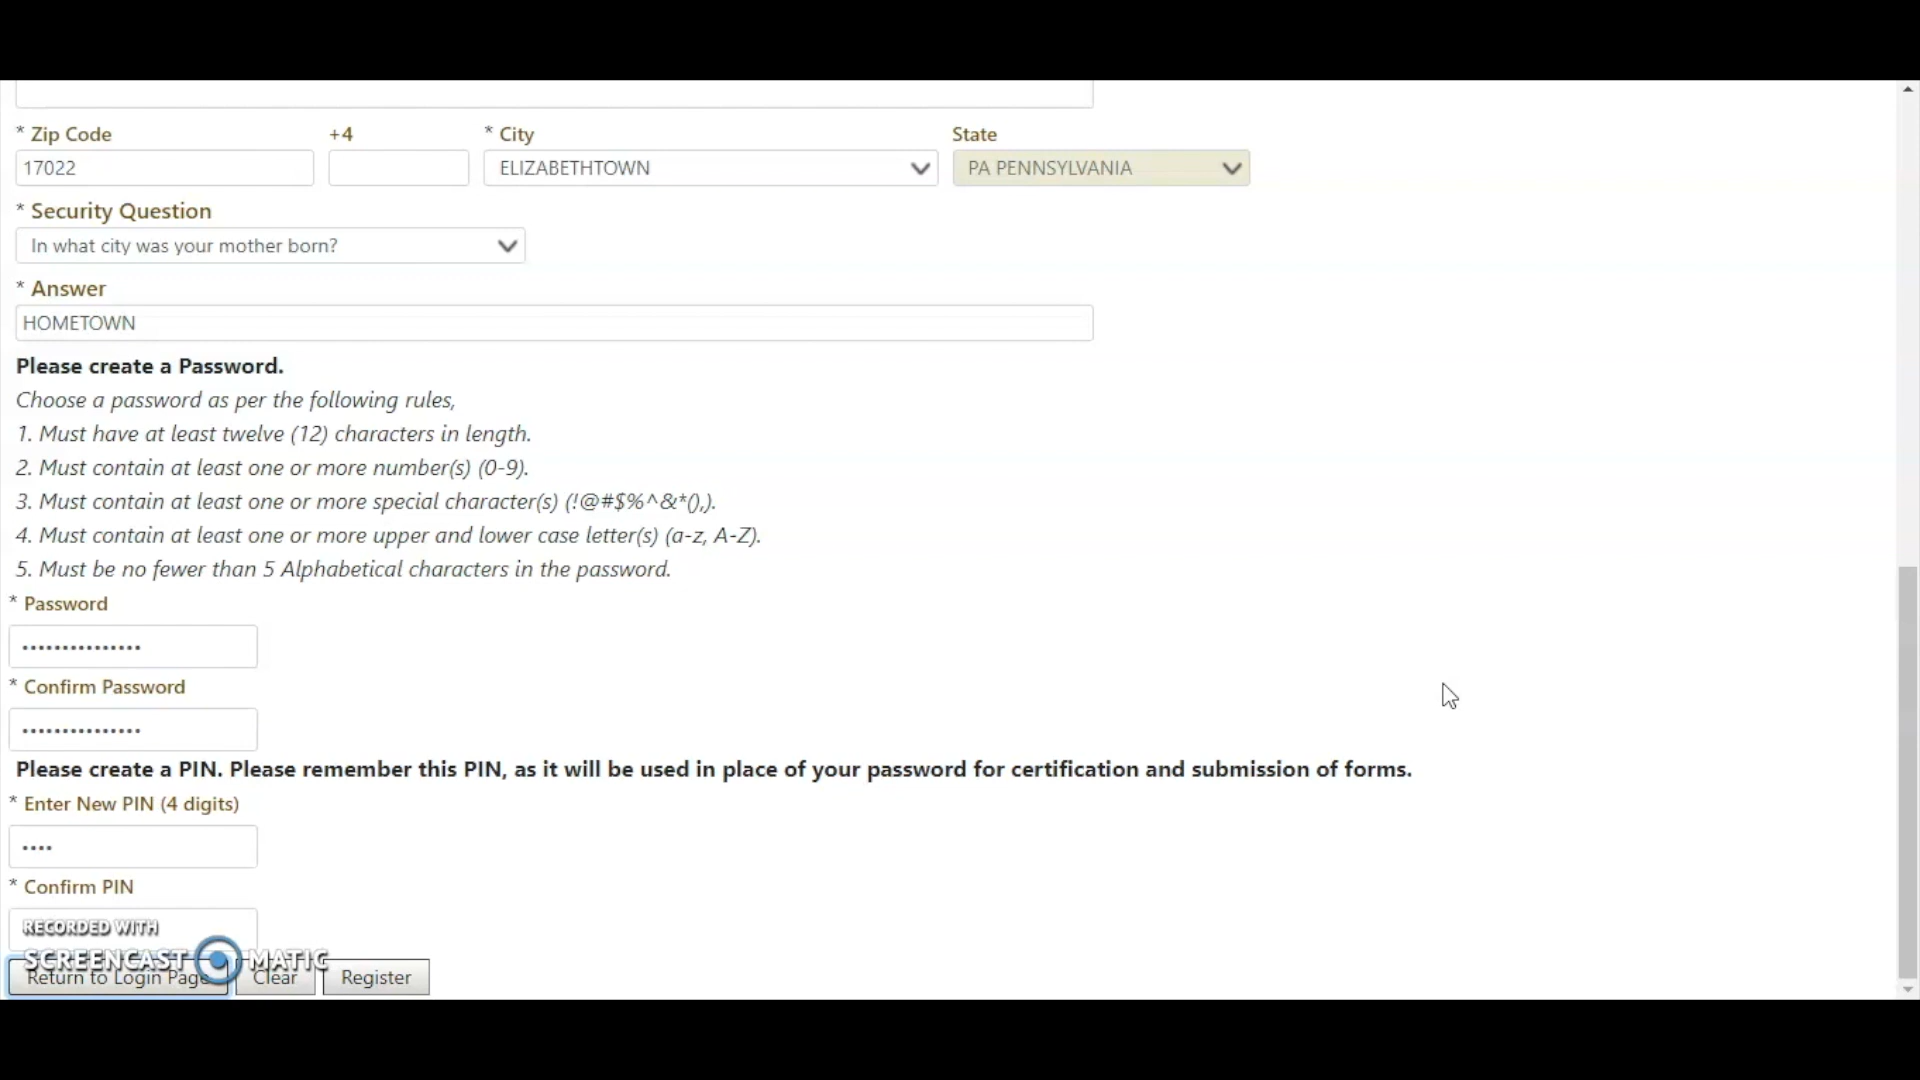 * Zip Code +4 * City State
17022 ELIZABETHTOWN PA PENNSYLVANIA
* Security Question
In what city was your mother born?
* Answer
HOMETOWN
Please create a Password.
Choose a password as per the following rules,
1. Must have at least twelve (12) characters in length.
2. Must contain at least one or more number(s) (0-9).
3. Must contain at least one or more special character(s) (!@#$%^&*(),).
4. Must contain at least one or more upper and lower case letter(s) (a-z, A-Z).
5. Must be no fewer than 5 Alphabetical characters in the password.
* Password
•••••••••••••••
* Confirm Password
•••••••••••••••
Please create a PIN. Please remember this PIN, as it will be used in place of your password for certification and submission of forms.
* Enter New PIN (4 digits)
••••
* Confirm PIN
RECORDED WITH
SCREENCAST MATIC
Return to Login Page Clear Register